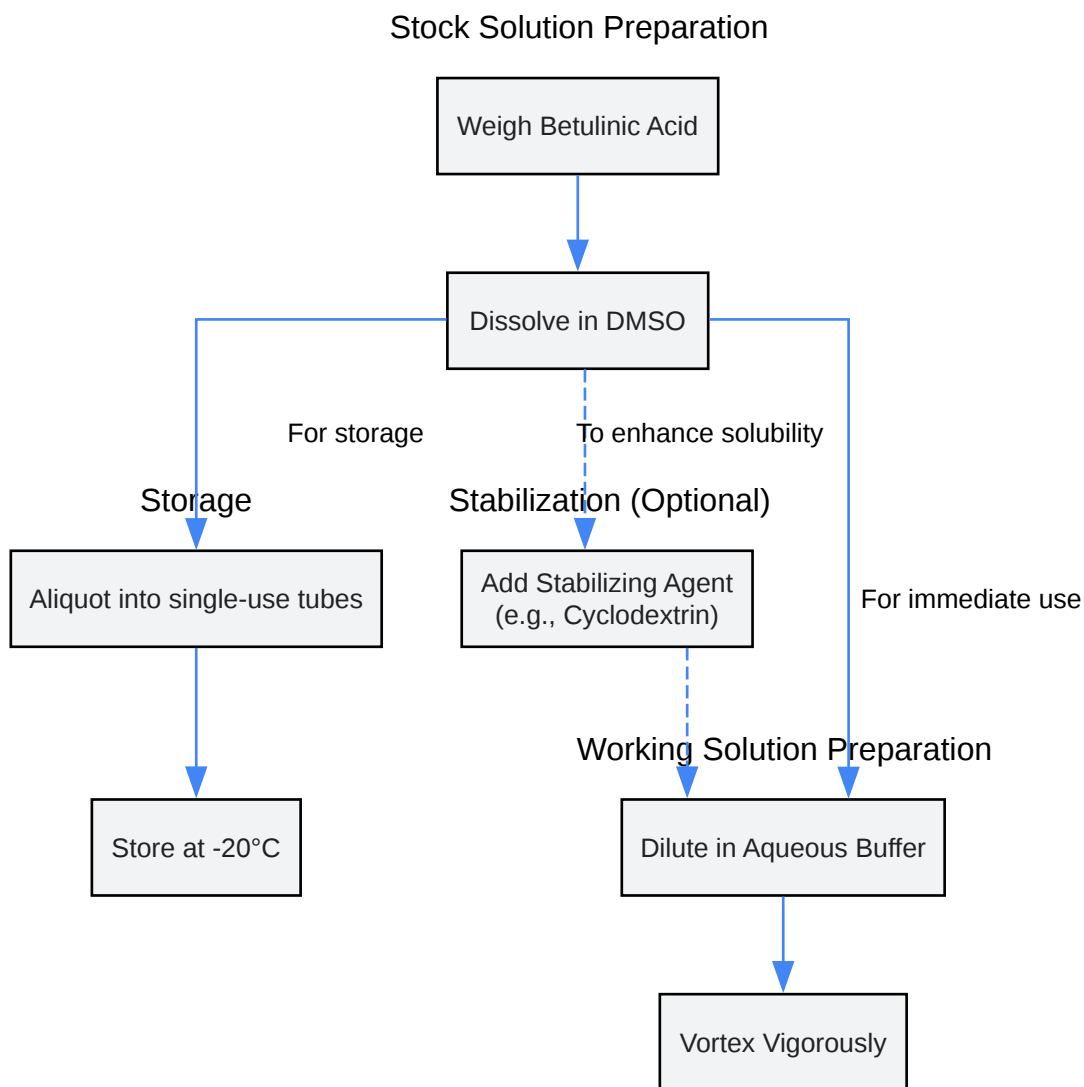 Stock Solution Preparation
Weigh Betulinic Acid
Dissolve in DMSO
For storage
To enhance solubility
Storage
Stabilization (Optional)
Aliquot into single-use tubes
Add Stabilizing Agent
(e.g., Cyclodextrin)
For immediate use
Working Solution Preparation
Store at -20°C
Dilute in Aqueous Buffer
Vortex Vigorously